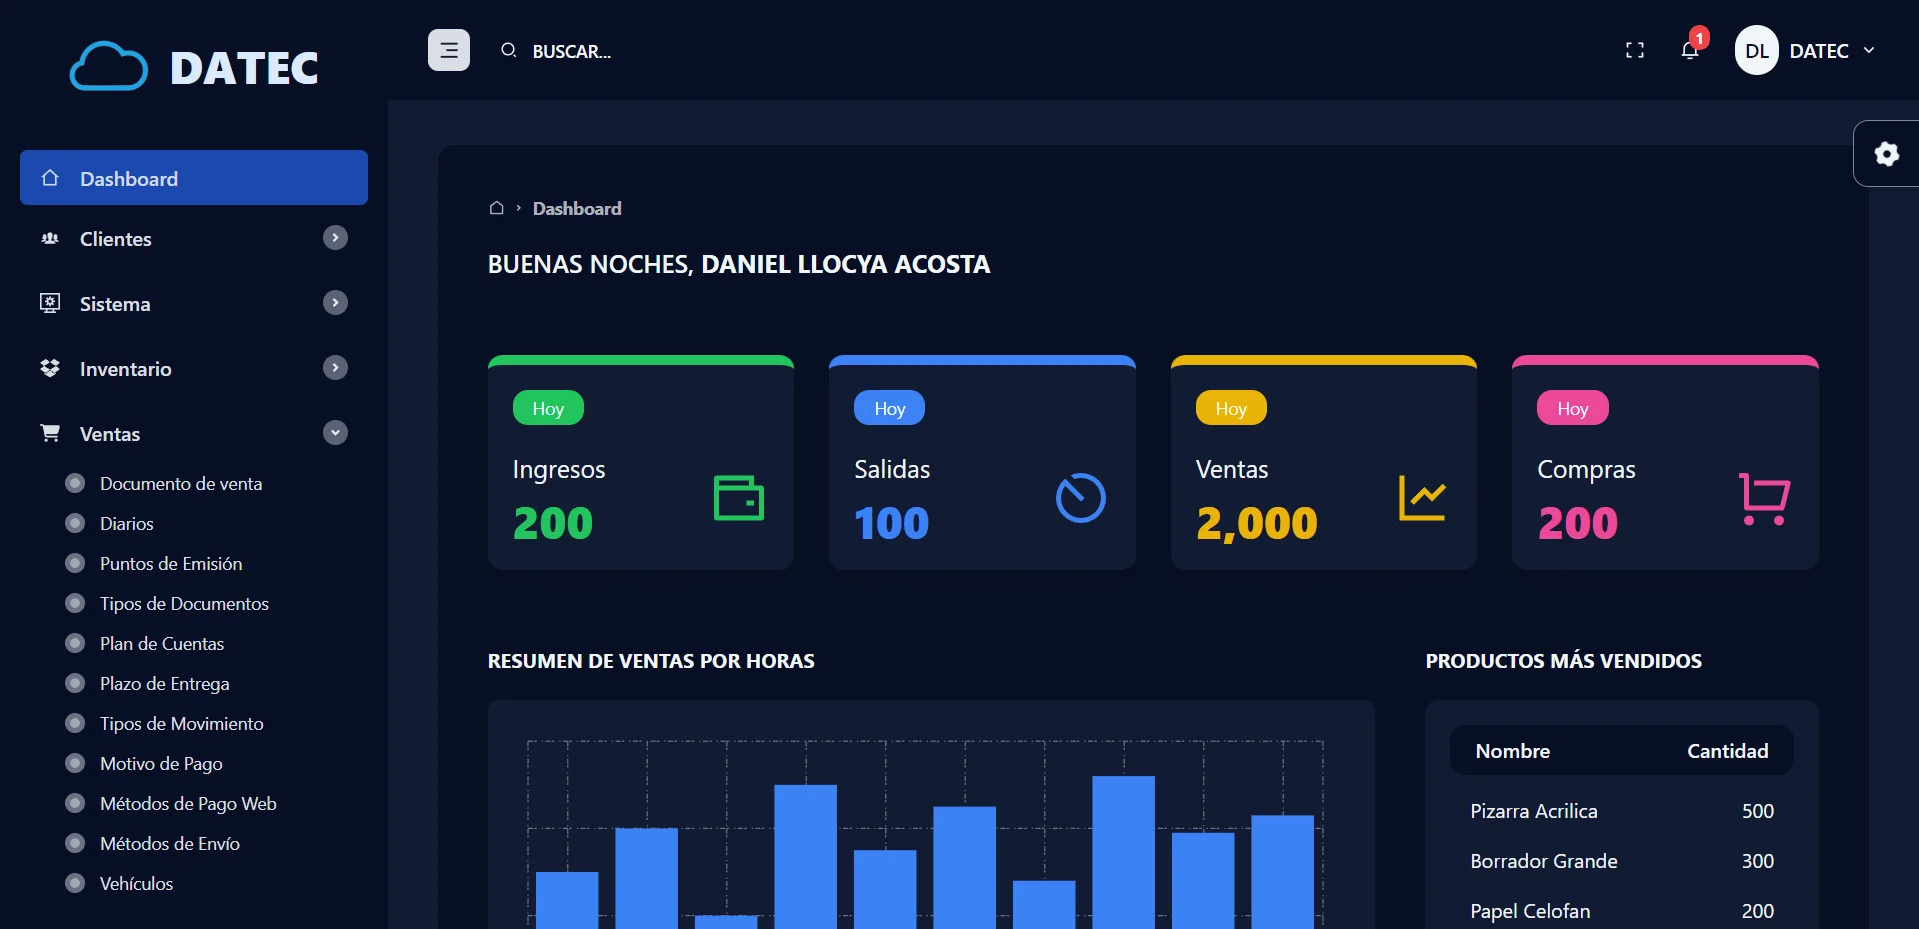 DATEC
Dashboard
Clientes
Sistema
Inventario
Ventas
Documento de venta
Diarios
Puntos de Emisión
Tipos de Documentos
Plan de Cuentas
Plazo de Entrega
Tipos de Movimiento
Motivo de Pago
Métodos de Pago Web
Métodos de Envío
Vehículos
BUSCAR...
1
DL DATEC
Dashboard
BUENAS NOCHES, DANIEL LLOCYA ACOSTA
Hoy
Ingresos
200
Hoy
Salidas
100
Hoy
Ventas
2,000
Hoy
Compras
200
RESUMEN DE VENTAS POR HORAS
PRODUCTOS MÁS VENDIDOS
Nombre Cantidad
Pizarra Acrilica 500
Borrador Grande 300
Papel Celofan 200